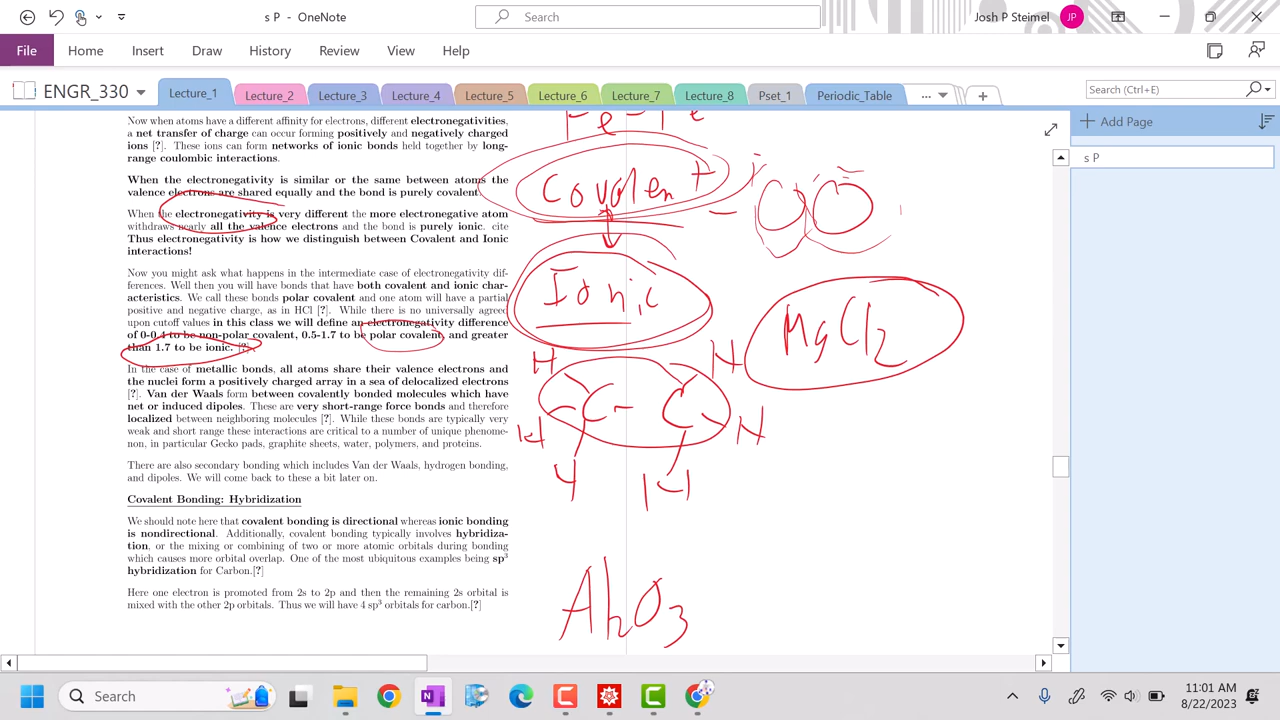 s P - OneNote
Search
Josh P Steimel
JP
File
Home
Insert
Draw
History
Review
View
Help
ENGR_330
Lecture_1
Lecture_2
Lecture_3
Lecture_4
Lecture_5
Lecture_6
Lecture_7
Lecture_8
Pset_1
Periodic_Table
...
Search (Ctrl+E)
Add Page
s P
Now when atoms have a different affinity for electrons, different electronegativities,
a net transfer of charge can occur forming positively and negatively charged
ions [?]. These ions can form networks of ionic bonds held together by long-
range coulombic interactions.
When the electronegativity is similar or the same between atoms the
valence electrons are shared equally and the bond is purely covalent.
When the electronegativity is very different the more electronegative atom
withdraws nearly all the valence electrons and the bond is purely ionic. cite
Thus electronegativity is how we distinguish between Covalent and Ionic
interactions!
Now you might ask what happens in the intermediate case of electronegativity dif-
ferences. Well then you will have bonds that have both covalent and ionic char-
acteristics. We call these bonds polar covalent and one atom will have a partial
positive and negative charge, as in HCl [?]. While there is no universally agreed
upon cutoff values in this class we will define an electronegativity difference
of 0-0.4 to be non-polar covalent, 0.5-1.7 to be polar covalent, and greater
than 1.7 to be ionic. [?]
In the case of metallic bonds, all atoms share their valence electrons and
the nuclei form a positively charged array in a sea of delocalized electrons
[?]. Van der Waals form between covalently bonded molecules which have
net or induced dipoles. These are very short-range force bonds and therefore
localized between neighboring molecules [?]. While these bonds are typically very
weak and short range these interactions are critical to a number of unique phenome-
non, in particular Gecko pads, graphite sheets, water, polymers, and proteins.
There are also secondary bonding which includes Van der Waals, hydrogen bonding,
and dipoles. We will come back to these a bit later on.
Covalent Bonding: Hybridization
We should note here that covalent bonding is directional whereas ionic bonding
is nondirectional. Additionally, covalent bonding typically involves hybridiza-
tion, or the mixing or combining of two or more atomic orbitals during bonding
which causes more orbital overlap. One of the most ubiquitous examples being sp³
hybridization for Carbon.[?]
Here one electron is promoted from 2s to 2p and then the remaining 2s orbital is
mixed with the other 2p orbitals. Thus we will have 4 sp³ orbitals for carbon.[?]
Fe-Fe
Covalent
Ionic
MgCl2
H H
C - C
H H
H H
Al2O3
Search
11:01 AM
8/22/2023